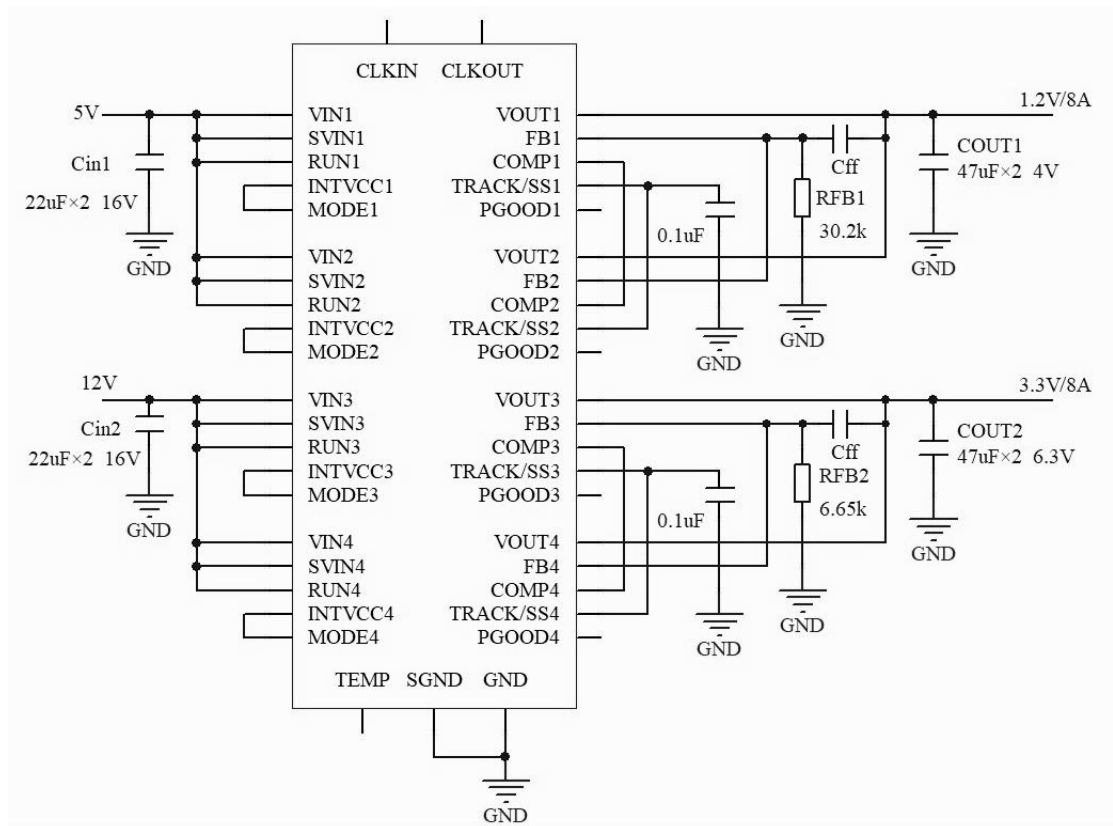 CLKIN CLKOUT
5V
VIN1
SVIN1
RUN1
INTVCC1
MODE1
VIN2
SVIN2
RUN2
INTVCC2
MODE2
Cin1
22uF×2 16V
GND
VOUT1
FB1
COMP1
TRACK/SS1
PGOOD1
VOUT2
FB2
COMP2
TRACK/SS2
PGOOD2
0.1uF
GND
Cff
RFB1
30.2k
GND
1.2V/8A
COUT1
47uF×2 4V
GND
12V
VIN3
SVIN3
RUN3
INTVCC3
MODE3
VIN4
SVIN4
RUN4
INTVCC4
MODE4
Cin2
22uF×2 16V
GND
VOUT3
FB3
COMP3
TRACK/SS3
PGOOD3
VOUT4
FB4
COMP4
TRACK/SS4
PGOOD4
0.1uF
GND
Cff
RFB2
6.65k
GND
3.3V/8A
COUT2
47uF×2 6.3V
GND
TEMP SGND GND
GND